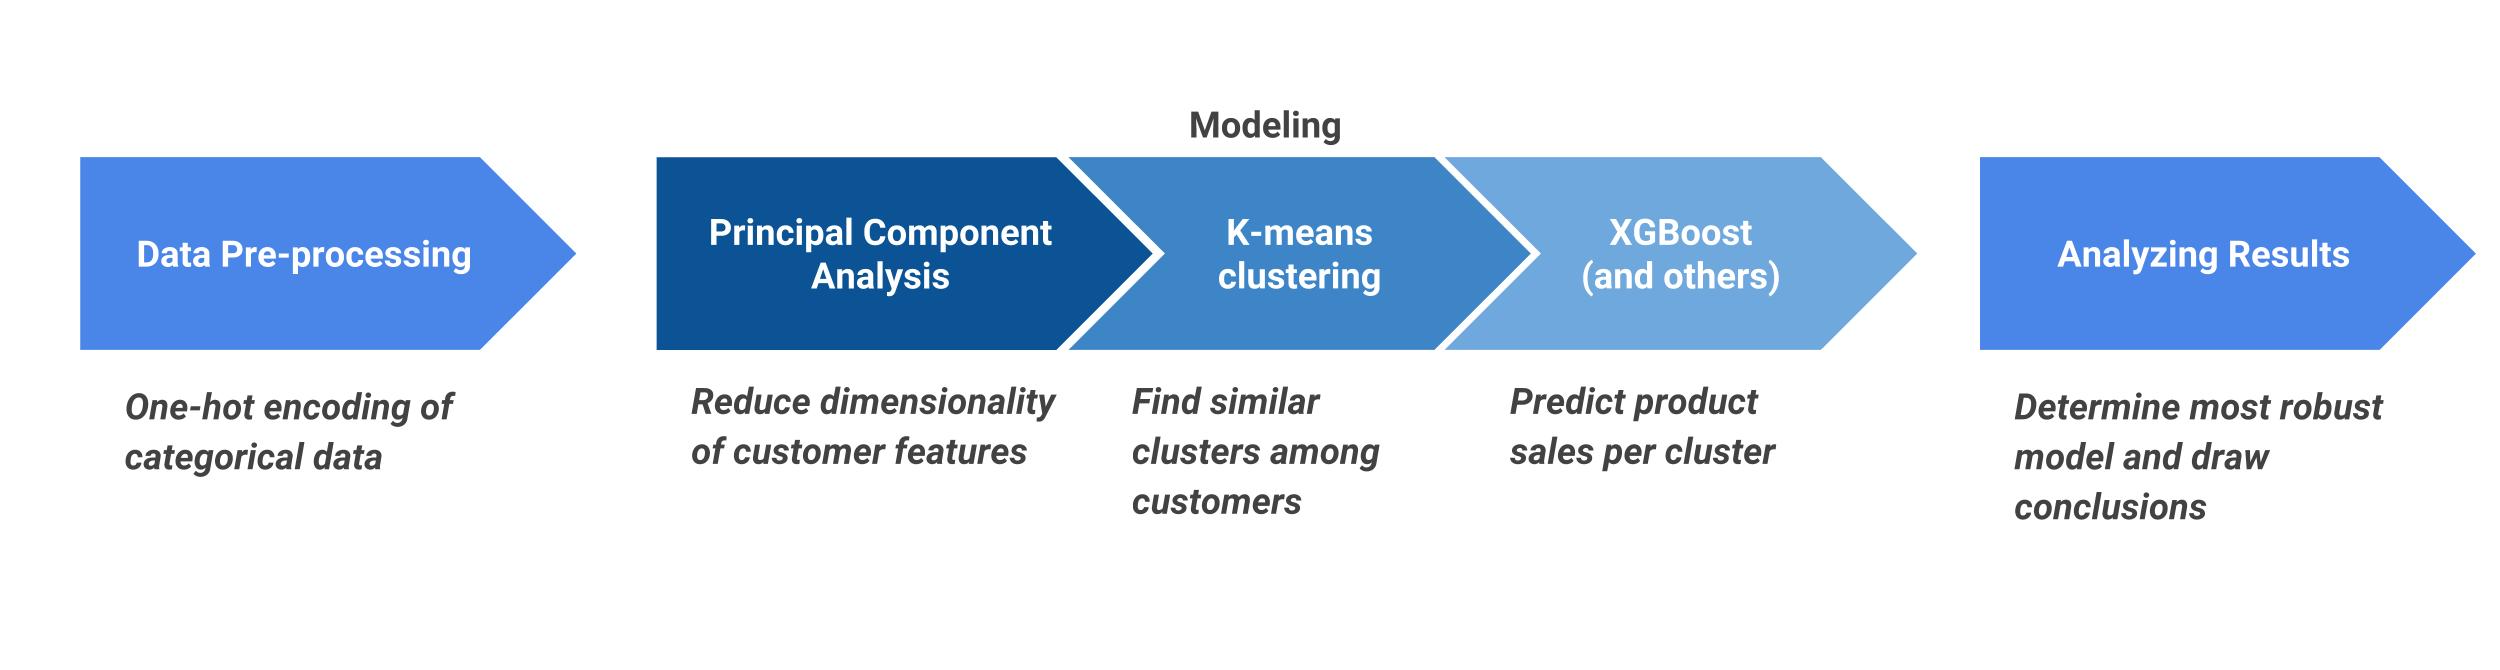 Modeling
Data Pre-processing
Principal Component
Analysis
K-means
clustering
XGBoost
(and others)
Analyzing Results
One-hot encoding of
categorical data
Reduce dimensionality
of customer features
Find similar
clusters among
customers
Predict product
sales per cluster
Determine most robust
model and draw
conclusions